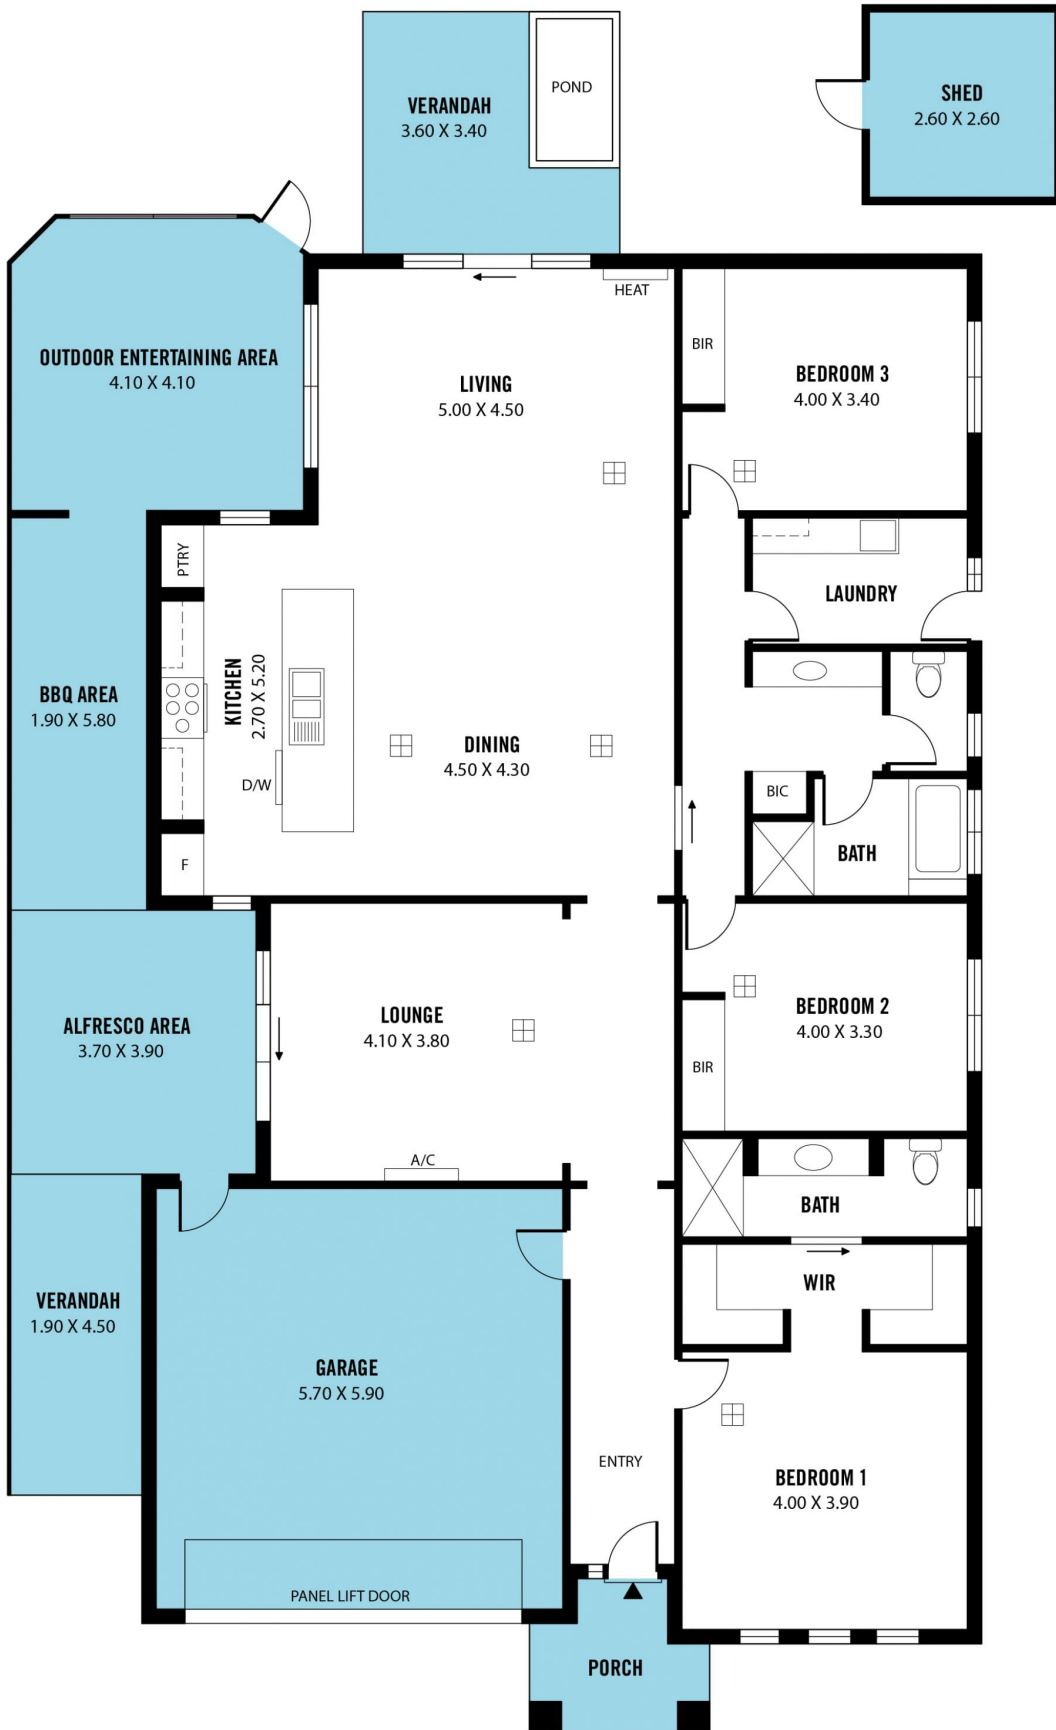 VERANDAH
3.60 X 3.40
POND
SHED
2.60 X 2.60
HEAT
OUTDOOR ENTERTAINING AREA
4.10 X 4.10
LIVING
5.00 X 4.50
BIR
BEDROOM 3
4.00 X 3.40
PTRY
LAUNDRY
BBQ AREA
1.90 X 5.80
KITCHEN
2.70 X 5.20
D/W
DINING
4.50 X 4.30
BIC
F
BATH
ALFRESCO AREA
3.70 X 3.90
LOUNGE
4.10 X 3.80
BEDROOM 2
4.00 X 3.30
BIR
A/C
BATH
WIR
VERANDAH
1.90 X 4.50
GARAGE
5.70 X 5.90
ENTRY
BEDROOM 1
4.00 X 3.90
PANEL LIFT DOOR
PORCH